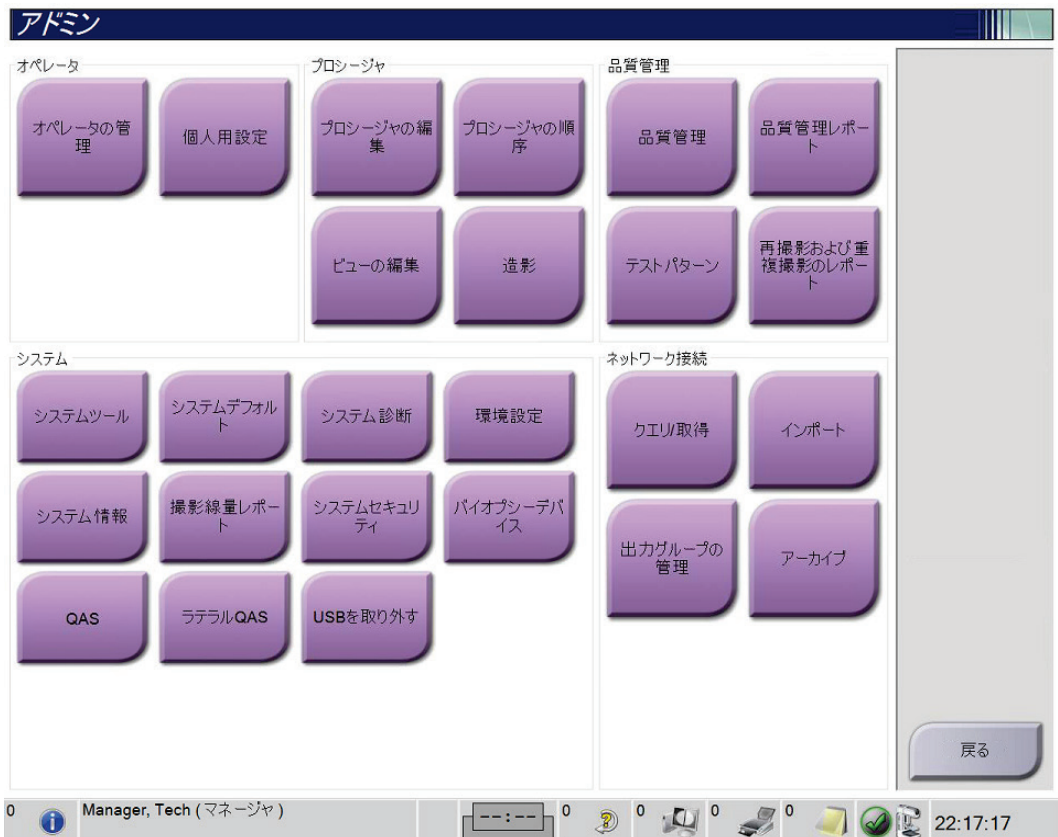 アドミン
オペレータ
オペレータの管
理
個人用設定
プロシージャ
プロシージャの編
集
プロシージャの順
序
ビューの編集
造影
品質管理
品質管理
品質管理レポー
ト
テストパターン
再撮影および重
複撮影のレポー
ト
システム
システムツール
システムデフォル
ト
システム診断
環境設定
システム情報
撮影線量レポー
ト
システムセキュリ
ティ
バイオプシーデバ
イス
QAS
ラテラルQAS
USBを取り外す
ネットワーク接続
クエリ/取得
インポート
出力グループの
管理
アーカイブ
戻る
0
Manager, Tech (マネージャ)
--:--
0
0
0
0
22:17:17